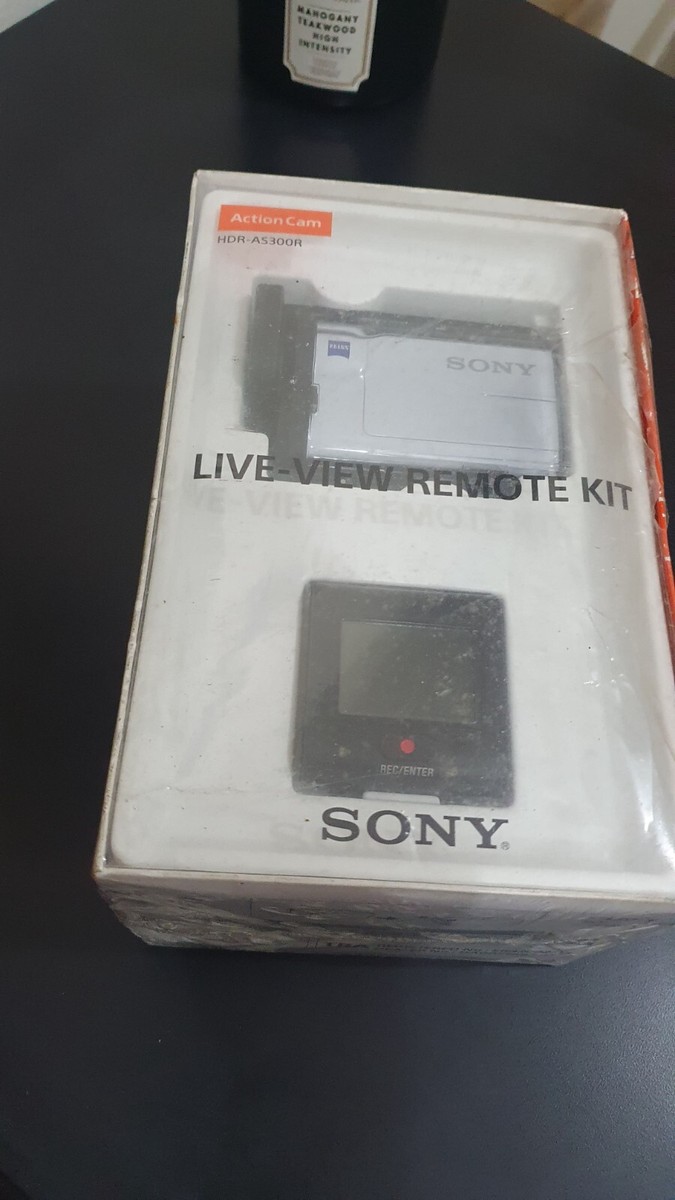 MAHOGANY
TEAKWOOD
HIGH
INTENSITY
Action Cam
HDR-AS300R
ZEISS
SONY
LIVE-VIEW REMOTE KIT
REC/ENTER
SONY®